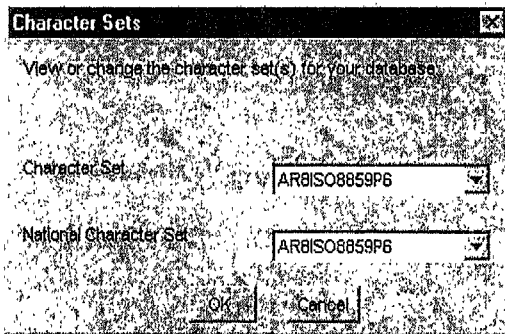 Character Sets
View or change the character set(s) for your database.
Character Set
AR8ISO8859P6
National Character Set
AR8ISO8859P6
OK
Cancel